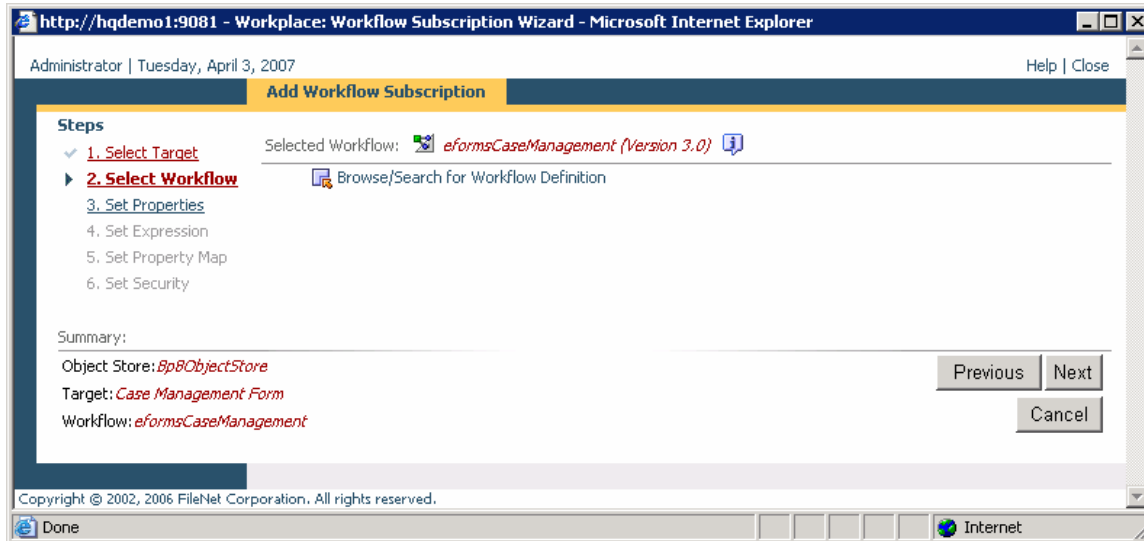 http://hqdemo1:9081 - Workplace: Workflow Subscription Wizard - Microsoft Internet Explorer
Administrator | Tuesday, April 3, 2007
Help | Close
Add Workflow Subscription
Steps
1. Select Target
2. Select Workflow
3. Set Properties
4. Set Expression
5. Set Property Map
6. Set Security
Selected Workflow: eformsCaseManagement (Version 3.0)
Browse/Search for Workflow Definition
Summary:
Object Store: Bp8ObjectStore
Target: Case Management Form
Workflow: eformsCaseManagement
Previous
Next
Cancel
Copyright © 2002, 2006 FileNet Corporation. All rights reserved.
Done
Internet